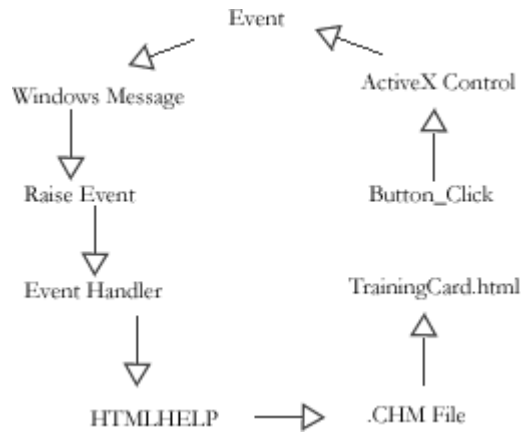 Event
Windows Message
ActiveX Control
Raise Event
Button_Click
Event Handler
TrainingCard.html
HTMLHELP
.CHM File